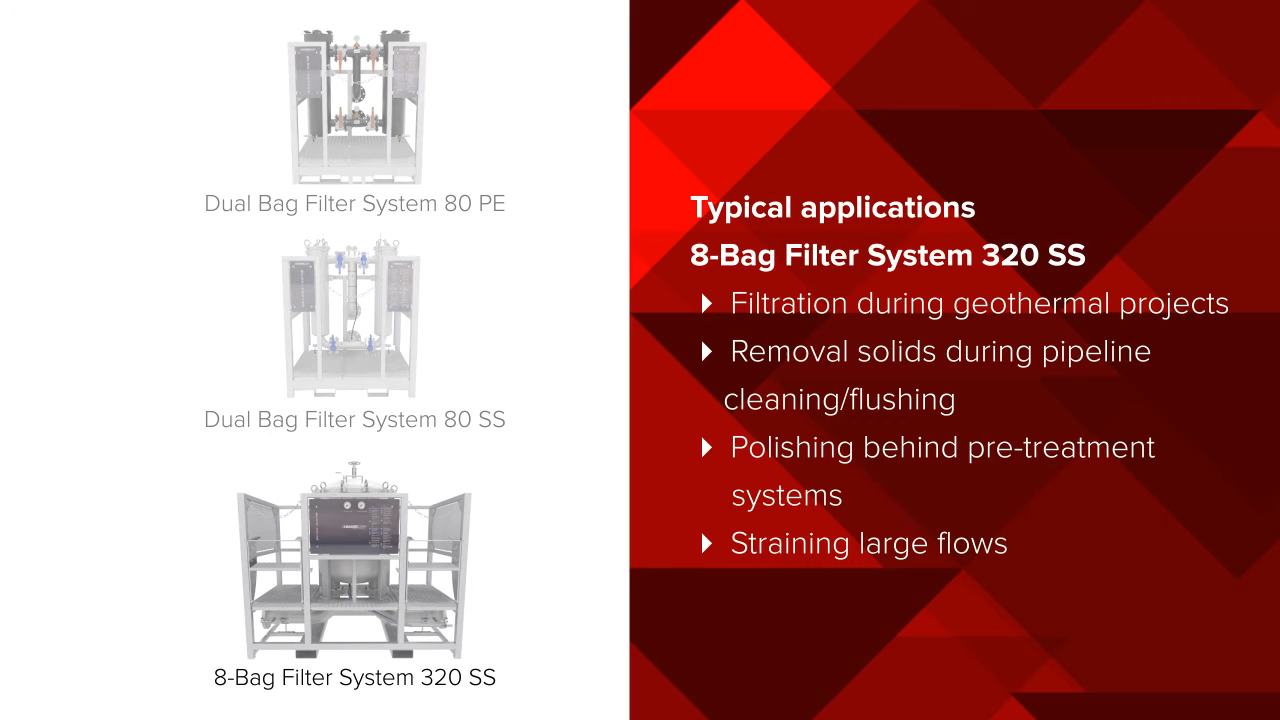 Dual Bag Filter System 80 PE
Dual Bag Filter System 80 SS
8-Bag Filter System 320 SS
Typical applications
8-Bag Filter System 320 SS
Filtration during geothermal projects
Removal solids during pipeline
cleaning/flushing
Polishing behind pre-treatment
systems
Straining large flows